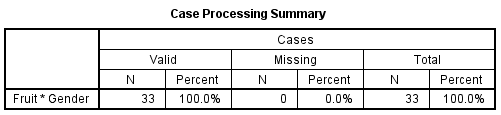 Case Processing Summary
Cases
Valid Missing Total
N Percent N Percent N Percent
Fruit * Gender 33 100.0% 0 0.0% 33 100.0%